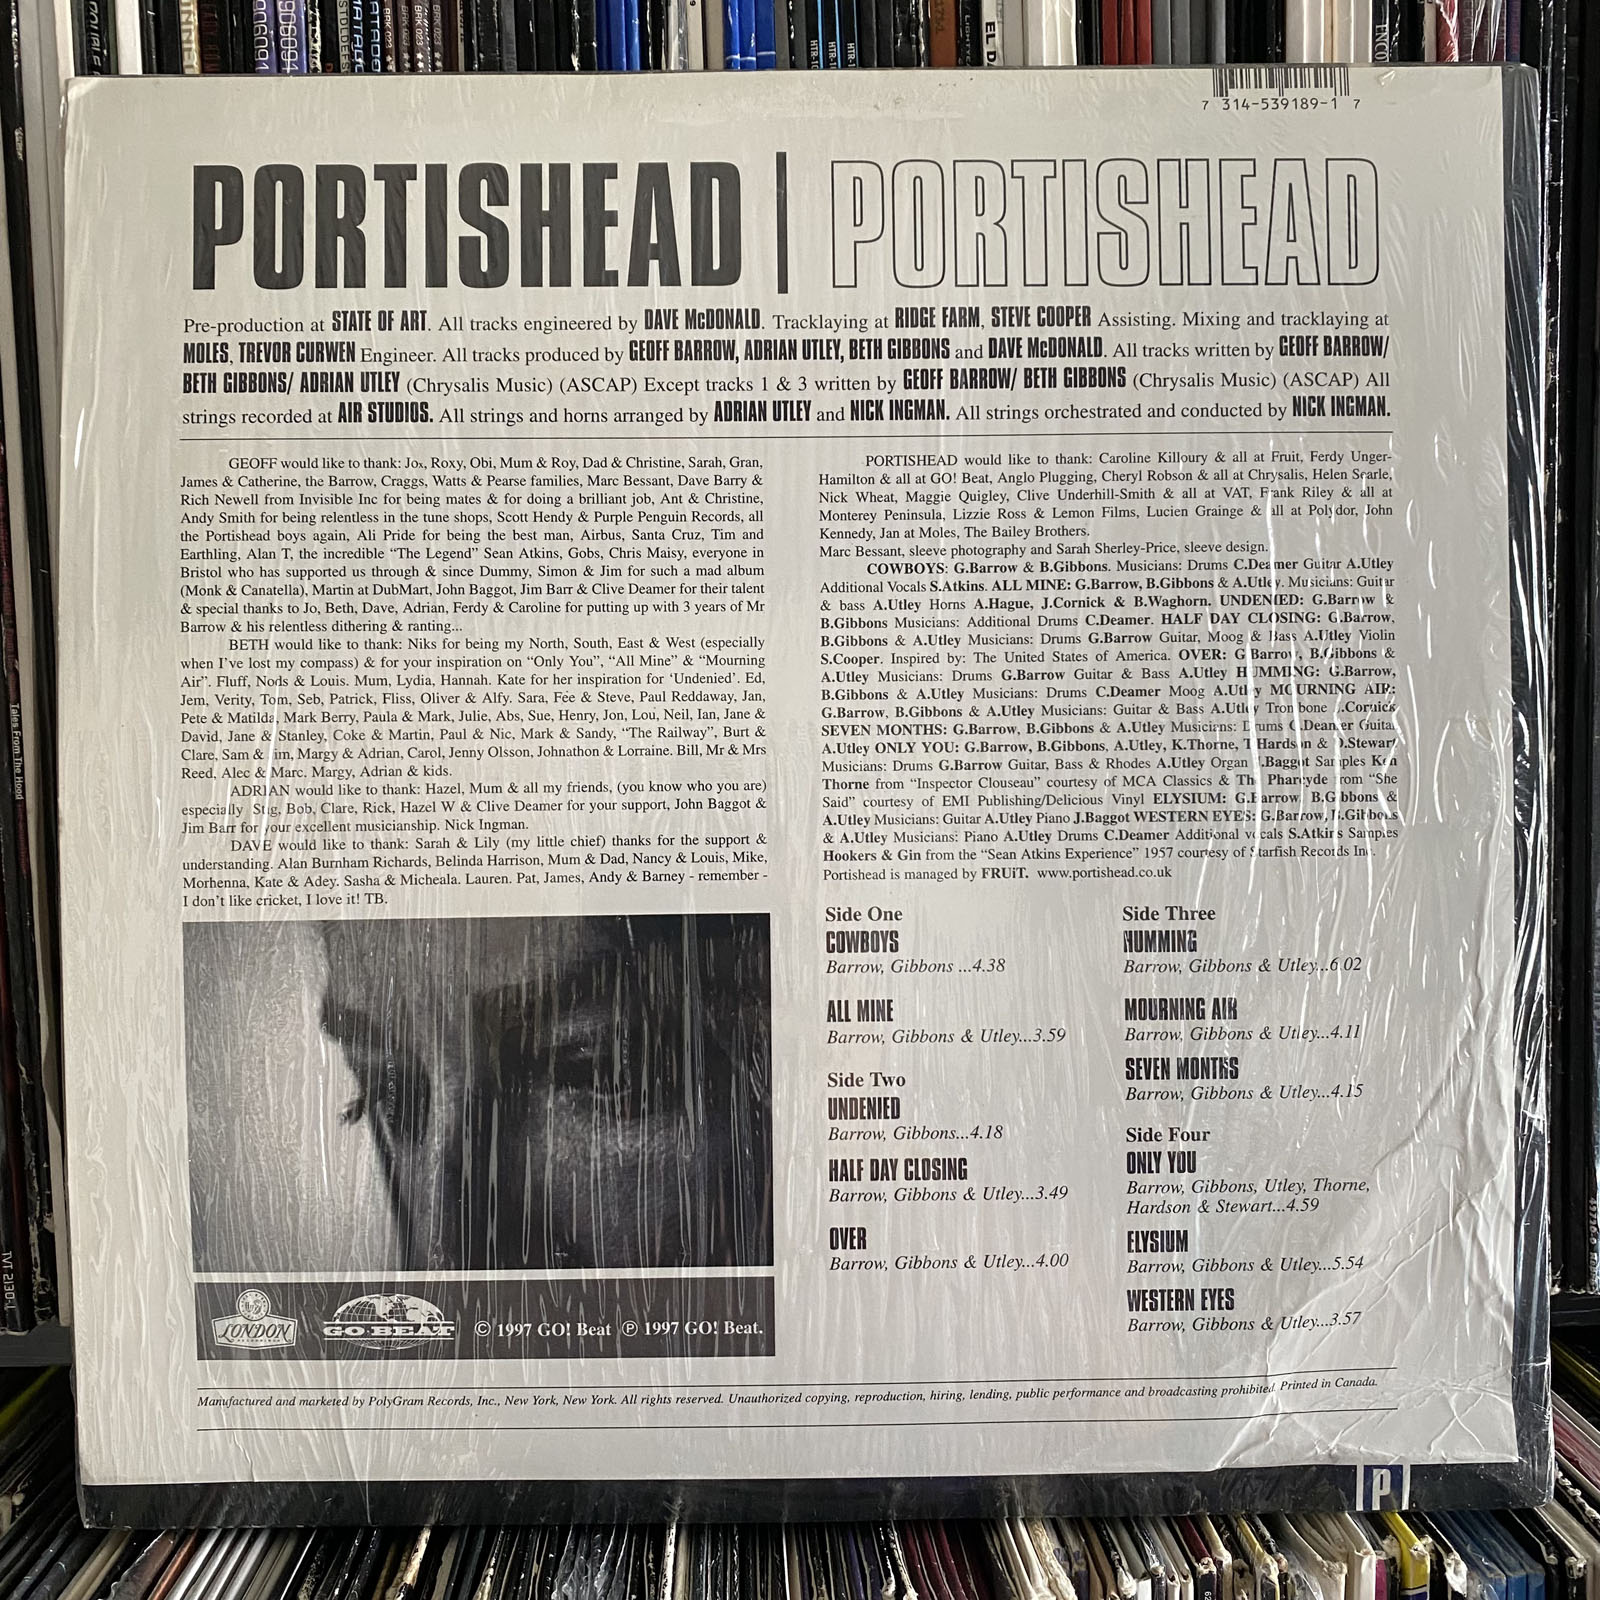 7 314-539189-1 7
PORTISHEAD | PORTISHEAD
Pre-production at STATE OF ART. All tracks engineered by DAVE McDONALD. Tracklaying at RIDGE FARM, STEVE COOPER Assisting. Mixing and tracklaying at
MOLES, TREVOR CURWEN Engineer. All tracks produced by GEOFF BARROW, ADRIAN UTLEY, BETH GIBBONS and DAVE McDONALD. All tracks written by GEOFF BARROW/
BETH GIBBONS/ ADRIAN UTLEY (Chrysalis Music) (ASCAP) Except tracks 1 & 3 written by GEOFF BARROW/ BETH GIBBONS (Chrysalis Music) (ASCAP) All
strings recorded at AIR STUDIOS. All strings and horns arranged by ADRIAN UTLEY and NICK INGMAN. All strings orchestrated and conducted by NICK INGMAN.
GEOFF would like to thank: Jox, Roxy, Obi, Mum & Roy, Dad & Christine, Sarah, Gran,
James & Catherine, the Barrow, Craggs, Watts & Pearse families, Marc Bessant, Dave Barry &
Rich Newell from Invisible Inc for being mates & for doing a brilliant job, Ant & Christine,
Andy Smith for being relentless in the tune shops, Scott Hendy & Purple Penguin Records, all
the Portishead boys again, Ali Pride for being the best man, Airbus, Santa Cruz, Tim and
Earthling, Alan T, the incredible “The Legend” Sean Atkins, Gobs, Chris Maisy, everyone in
Bristol who has supported us through & since Dummy, Simon & Jim for such a mad album
(Monk & Canatella), Martin at DubMart, John Baggot, Jim Barr & Clive Deamer for their talent
& special thanks to Jo, Beth, Dave, Adrian, Ferdy & Caroline for putting up with 3 years of Mr
Barrow & his relentless dithering & ranting...
BETH would like to thank: Niks for being my North, South, East & West (especially
when I’ve lost my compass) & for your inspiration on “Only You”, “All Mine” & “Mourning
Air”. Fluff, Nods & Louis. Mum, Lydia, Hannah. Kate for her inspiration for ‘Undenied’. Ed,
Jem, Verity, Tom, Seb, Patrick, Fliss, Oliver & Alfy. Sara, Fee & Steve, Paul Reddaway, Jan,
Pete & Matilda, Mark Berry, Paula & Mark, Julie, Abs, Sue, Henry, Jon, Lou, Neil, Ian, Jane &
David, Jane & Stanley, Coke & Martin, Paul & Nic, Mark & Sandy, “The Railway”, Burt &
Clare, Sam & Jim, Margy & Adrian, Carol, Jenny Olsson, Johnathon & Lorraine. Bill, Mr & Mrs
Reed, Alec & Marc. Margy, Adrian & kids.
ADRIAN would like to thank: Hazel, Mum & all my friends, (you know who you are)
especially Stig, Bob, Clare, Rick, Hazel W & Clive Deamer for your support, John Baggot &
Jim Barr for your excellent musicianship. Nick Ingman.
DAVE would like to thank: Sarah & Lily (my little chief) thanks for the support &
understanding. Alan Burnham Richards, Belinda Harrison, Mum & Dad, Nancy & Louis, Mike,
Morhenna, Kate & Adey. Sasha & Micheala. Lauren. Pat, James, Andy & Barney - remember -
I don’t like cricket, I love it! TB.
PORTISHEAD would like to thank: Caroline Killoury & all at Fruit, Ferdy Unger-
Hamilton & all at GO! Beat, Anglo Plugging, Cheryl Robson & all at Chrysalis, Helen Searle,
Nick Wheat, Maggie Quigley, Clive Underhill-Smith & all at VAT, Frank Riley & all at
Monterey Peninsula, Lizzie Ross & Lemon Films, Lucien Grainge & all at Polydor, John
Kennedy, Jan at Moles, The Bailey Brothers.
Marc Bessant, sleeve photography and Sarah Sherley-Price, sleeve design.
COWBOYS: G.Barrow & B.Gibbons. Musicians: Drums C.Deamer Guitar A.Utley
Additional Vocals S.Atkins. ALL MINE: G.Barrow, B.Gibbons & A.Utley. Musicians: Guitar
& bass A.Utley Horns A.Hague, J.Cornick & B.Waghorn. UNDENIED: G.Barrow &
B.Gibbons Musicians: Additional Drums C.Deamer. HALF DAY CLOSING: G.Barrow,
B.Gibbons & A.Utley Musicians: Drums G.Barrow Guitar, Moog & Bass A.Utley Violin
S.Cooper. Inspired by: The United States of America. OVER: G.Barrow, B.Gibbons &
A.Utley Musicians: Drums G.Barrow Guitar & Bass A.Utley HUMMING: G.Barrow,
B.Gibbons & A.Utley Musicians: Drums C.Deamer Moog A.Utley MOURNING AIR:
G.Barrow, B.Gibbons & A.Utley Musicians: Guitar & Bass A.Utley Trombone J.Cornick
SEVEN MONTHS: G.Barrow, B.Gibbons & A.Utley Musicians: Drums C.Deamer Guitar
A.Utley ONLY YOU: G.Barrow, B.Gibbons, A.Utley, K.Thorne, T.Hardson & D.Stewart
Musicians: Drums G.Barrow Guitar, Bass & Rhodes A.Utley Organ J.Baggot Samples Ken
Thorne from “Inspector Clouseau” courtesy of MCA Classics & The Pharcyde from “She
Said” courtesy of EMI Publishing/Delicious Vinyl ELYSIUM: G.Barrow, B.Gibbons &
A.Utley Musicians: Guitar A.Utley Piano J.Baggot WESTERN EYES: G.Barrow, B.Gibbons
& A.Utley Musicians: Piano A.Utley Drums C.Deamer Additional vocals S.Atkins Samples
Hookers & Gin from the “Sean Atkins Experience” 1957 courtesy of Starfish Records Inc.
Portishead is managed by FRUiT. www.portishead.co.uk
Side One
COWBOYS
Barrow, Gibbons ...4.38
ALL MINE
Barrow, Gibbons & Utley...3.59
Side Two
UNDENIED
Barrow, Gibbons...4.18
HALF DAY CLOSING
Barrow, Gibbons & Utley...3.49
OVER
Barrow, Gibbons & Utley...4.00
Side Three
HUMMING
Barrow, Gibbons & Utley...6.02
MOURNING AIR
Barrow, Gibbons & Utley...4.11
SEVEN MONTHS
Barrow, Gibbons & Utley...4.15
Side Four
ONLY YOU
Barrow, Gibbons, Utley, Thorne,
Hardson & Stewart...4.59
ELYSIUM
Barrow, Gibbons & Utley...5.54
WESTERN EYES
Barrow, Gibbons & Utley...3.57
LONDON
GO·BEAT
© 1997 GO! Beat ℗ 1997 GO! Beat.
Manufactured and marketed by PolyGram Records, Inc., New York, New York. All rights reserved. Unauthorized copying, reproduction, hiring, lending, public performance and broadcasting prohibited. Printed in Canada.
P
Tales From The Hood
TVT 2130-1
BRK 023
BRK 023
BRK 023
HTR-1